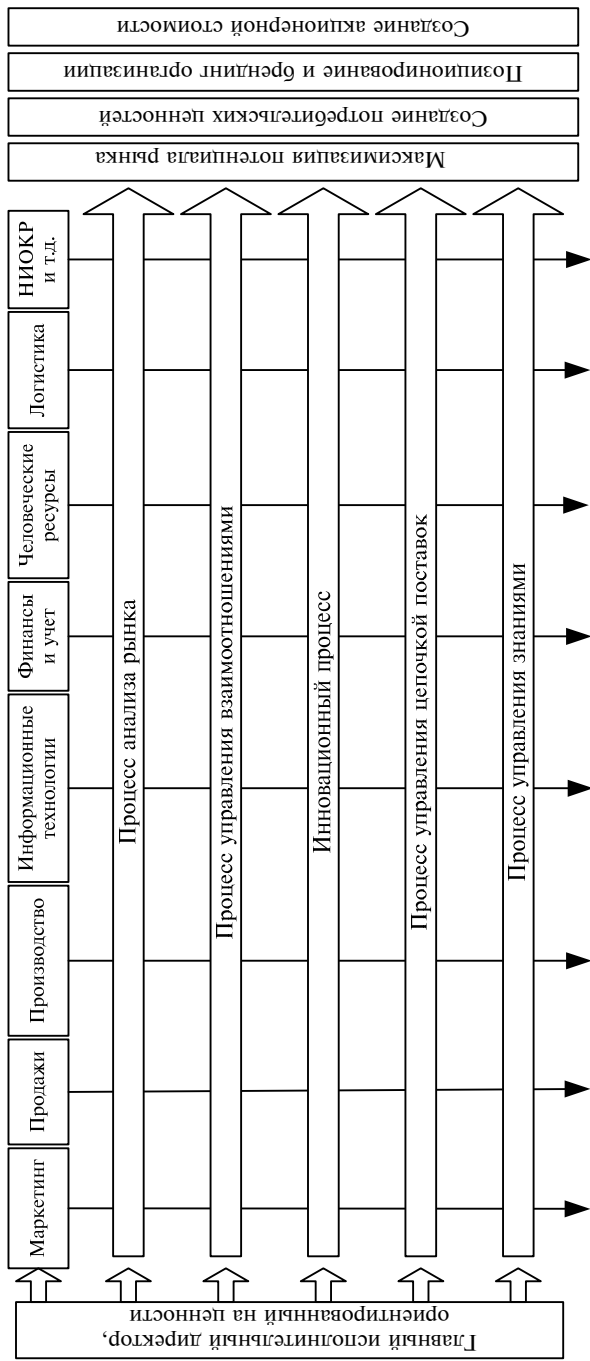 Главный исполнительный директор,
ориентированный на ценности
Маркетинг
Продажи
Производство
Информационные
технологии
Финансы
и учет
Человеческие
ресурсы
Логистика
НИОКР
и т.д.
Процесс анализа рынка
Процесс управления взаимоотношениями
Инновационный процесс
Процесс управления цепочкой поставок
Процесс управления знаниями
Максимизация потенциала рынка
Создание потребительских ценностей
Позиционирование и брендинг организации
Создание акционерной стоимости